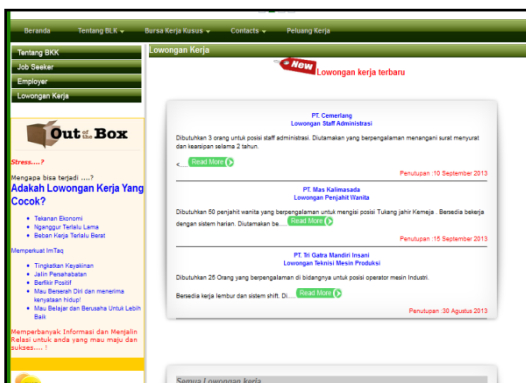 Beranda Tentang BLK Bursa Kerja Kusus Contacts Peluang Kerja
Tentang BKK
Job Seeker
Employer
Lowongan Kerja
Out of the Box
Stress....?
Mengapa bisa terjadi ....?
Adakah Lowongan Kerja Yang
Cocok?
Tekanan Ekonomi
Nganggur Terlalu Lama
Beban Kerja Terlalu Berat
Memperkuat ImTaq
Tingkatkan Keyakinan
Jalin Persahabatan
Berfikir Positif
Mau Berserah Diri dan menerima
kenyataan hidup!
Mau Belajar dan Berusaha Untuk Lebih
Baik
Memperbanyak Informasi dan Menjalin
Relasi untuk anda yang mau maju dan
sukses.... !
Lowongan Kerja
New Lowongan kerja terbaru
PT. Cemerlang
Lowongan Staff Administrasi
Dibutuhkan 3 orang untuk posisi staff administrasi. Diutamakan yang berpengalaman menangani surat menyurat
dan kearsipan selama 2 tahun.
<.... Read More
Penutupan :10 September 2013
PT. Mas Kalimasada
Lowongan Penjahit Wanita
Dibutuhkan 50 penjahit wanita yang berpengalaman untuk mengisi posisi Tukang jahir Kemeja . Bersedia bekerja
dengan sistem harian. Diutamakan be.... Read More
Penutupan :15 September 2013
PT. Tri Gatra Mandiri Insani
Lowongan Teknisi Mesin Produksi
Dibutuhkan 25 Orang yang berpengalaman di bidangnya untuk posisi operator mesin Industri.
Bersedia kerja lembur dan sistem shift. Di.... Read More
Penutupan :30 Agustus 2013
Semua Lowongan kerja